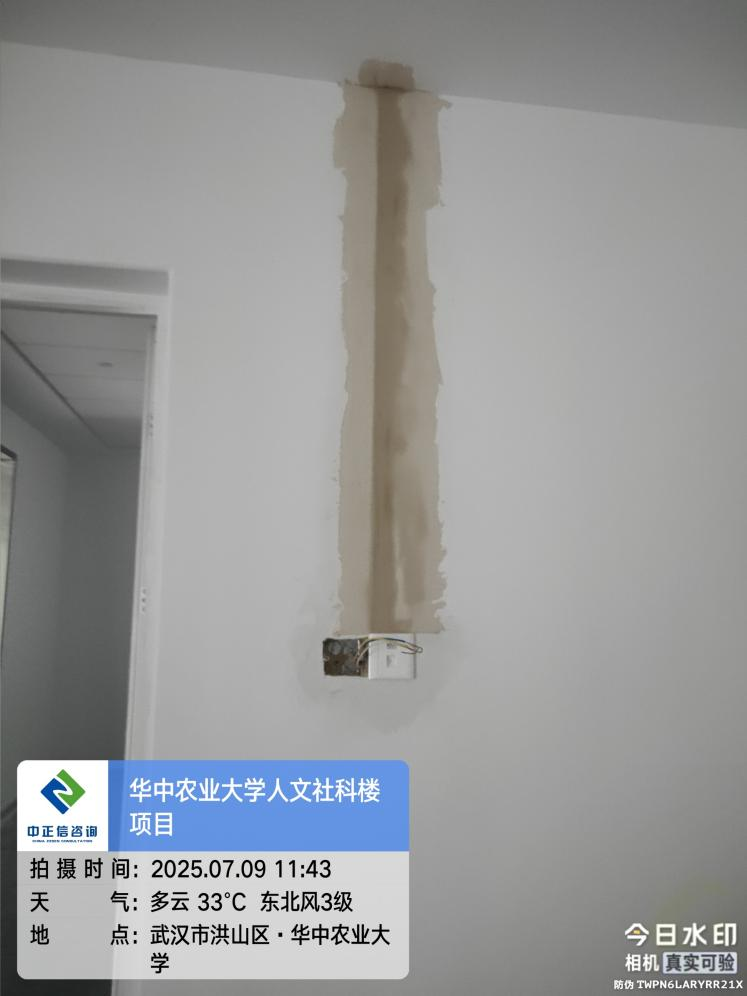 华中农业大学人文社科楼
项目
中正信咨询
CHINA ZESEN CONSULTATION
拍摄时间：2025.07.09 11:43
天气：多云 33°C 东北风3级
地点：武汉市洪山区·华中农业大
学
今日水印
相机真实可验
防伪 TWPN6LARYRR21X